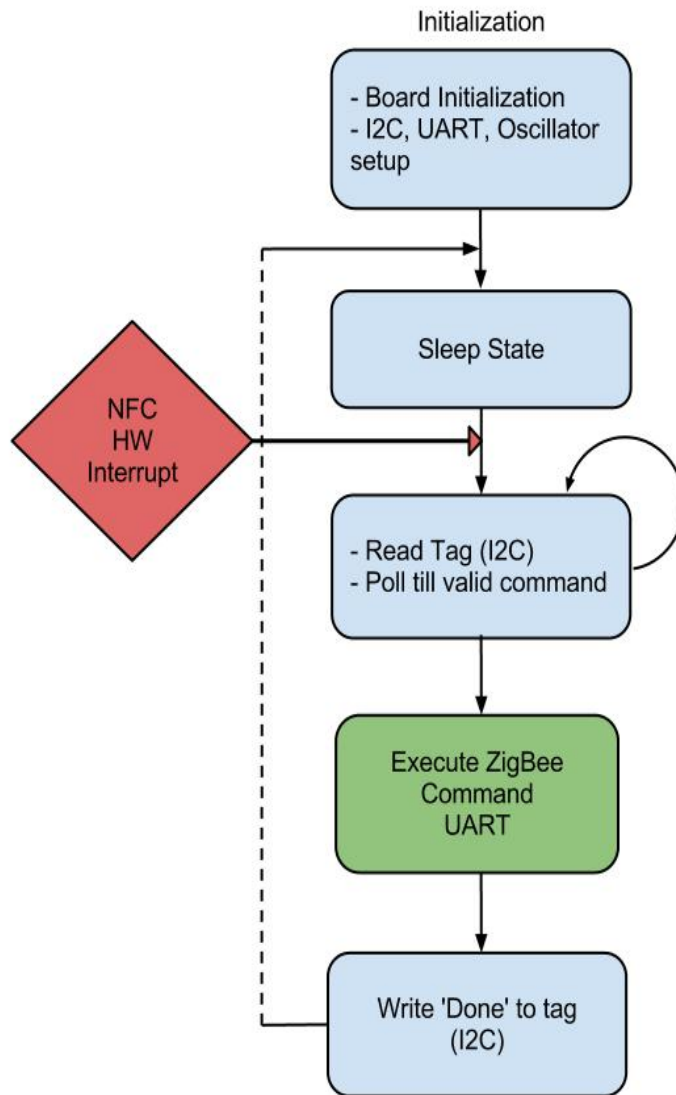 Initialization
- Board Initialization
- I2C, UART, Oscillator
setup
Sleep State
NFC
HW
Interrupt
- Read Tag (I2C)
- Poll till valid command
Execute ZigBee
Command
UART
Write 'Done' to tag
(I2C)